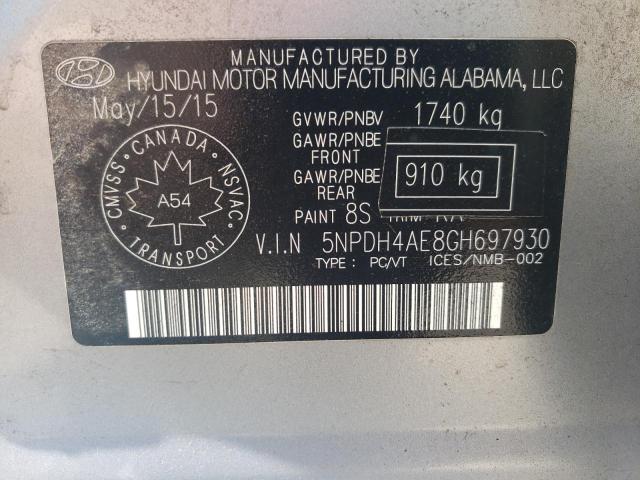 MANUFACTURED BY
HYUNDAI MOTOR MANUFACTURING ALABAMA, LLC
May/15/15
GVWR/PNBV 1740 kg
GAWR/PNBE
FRONT
GAWR/PNBE
REAR
910 kg
PAINT 8S TRIM
V.I.N 5NPDH4AE8GH697930
TYPE : PC/VT ICES/NMB-002
CANADA
CMVSS · NSVAC
A54
TRANSPORT